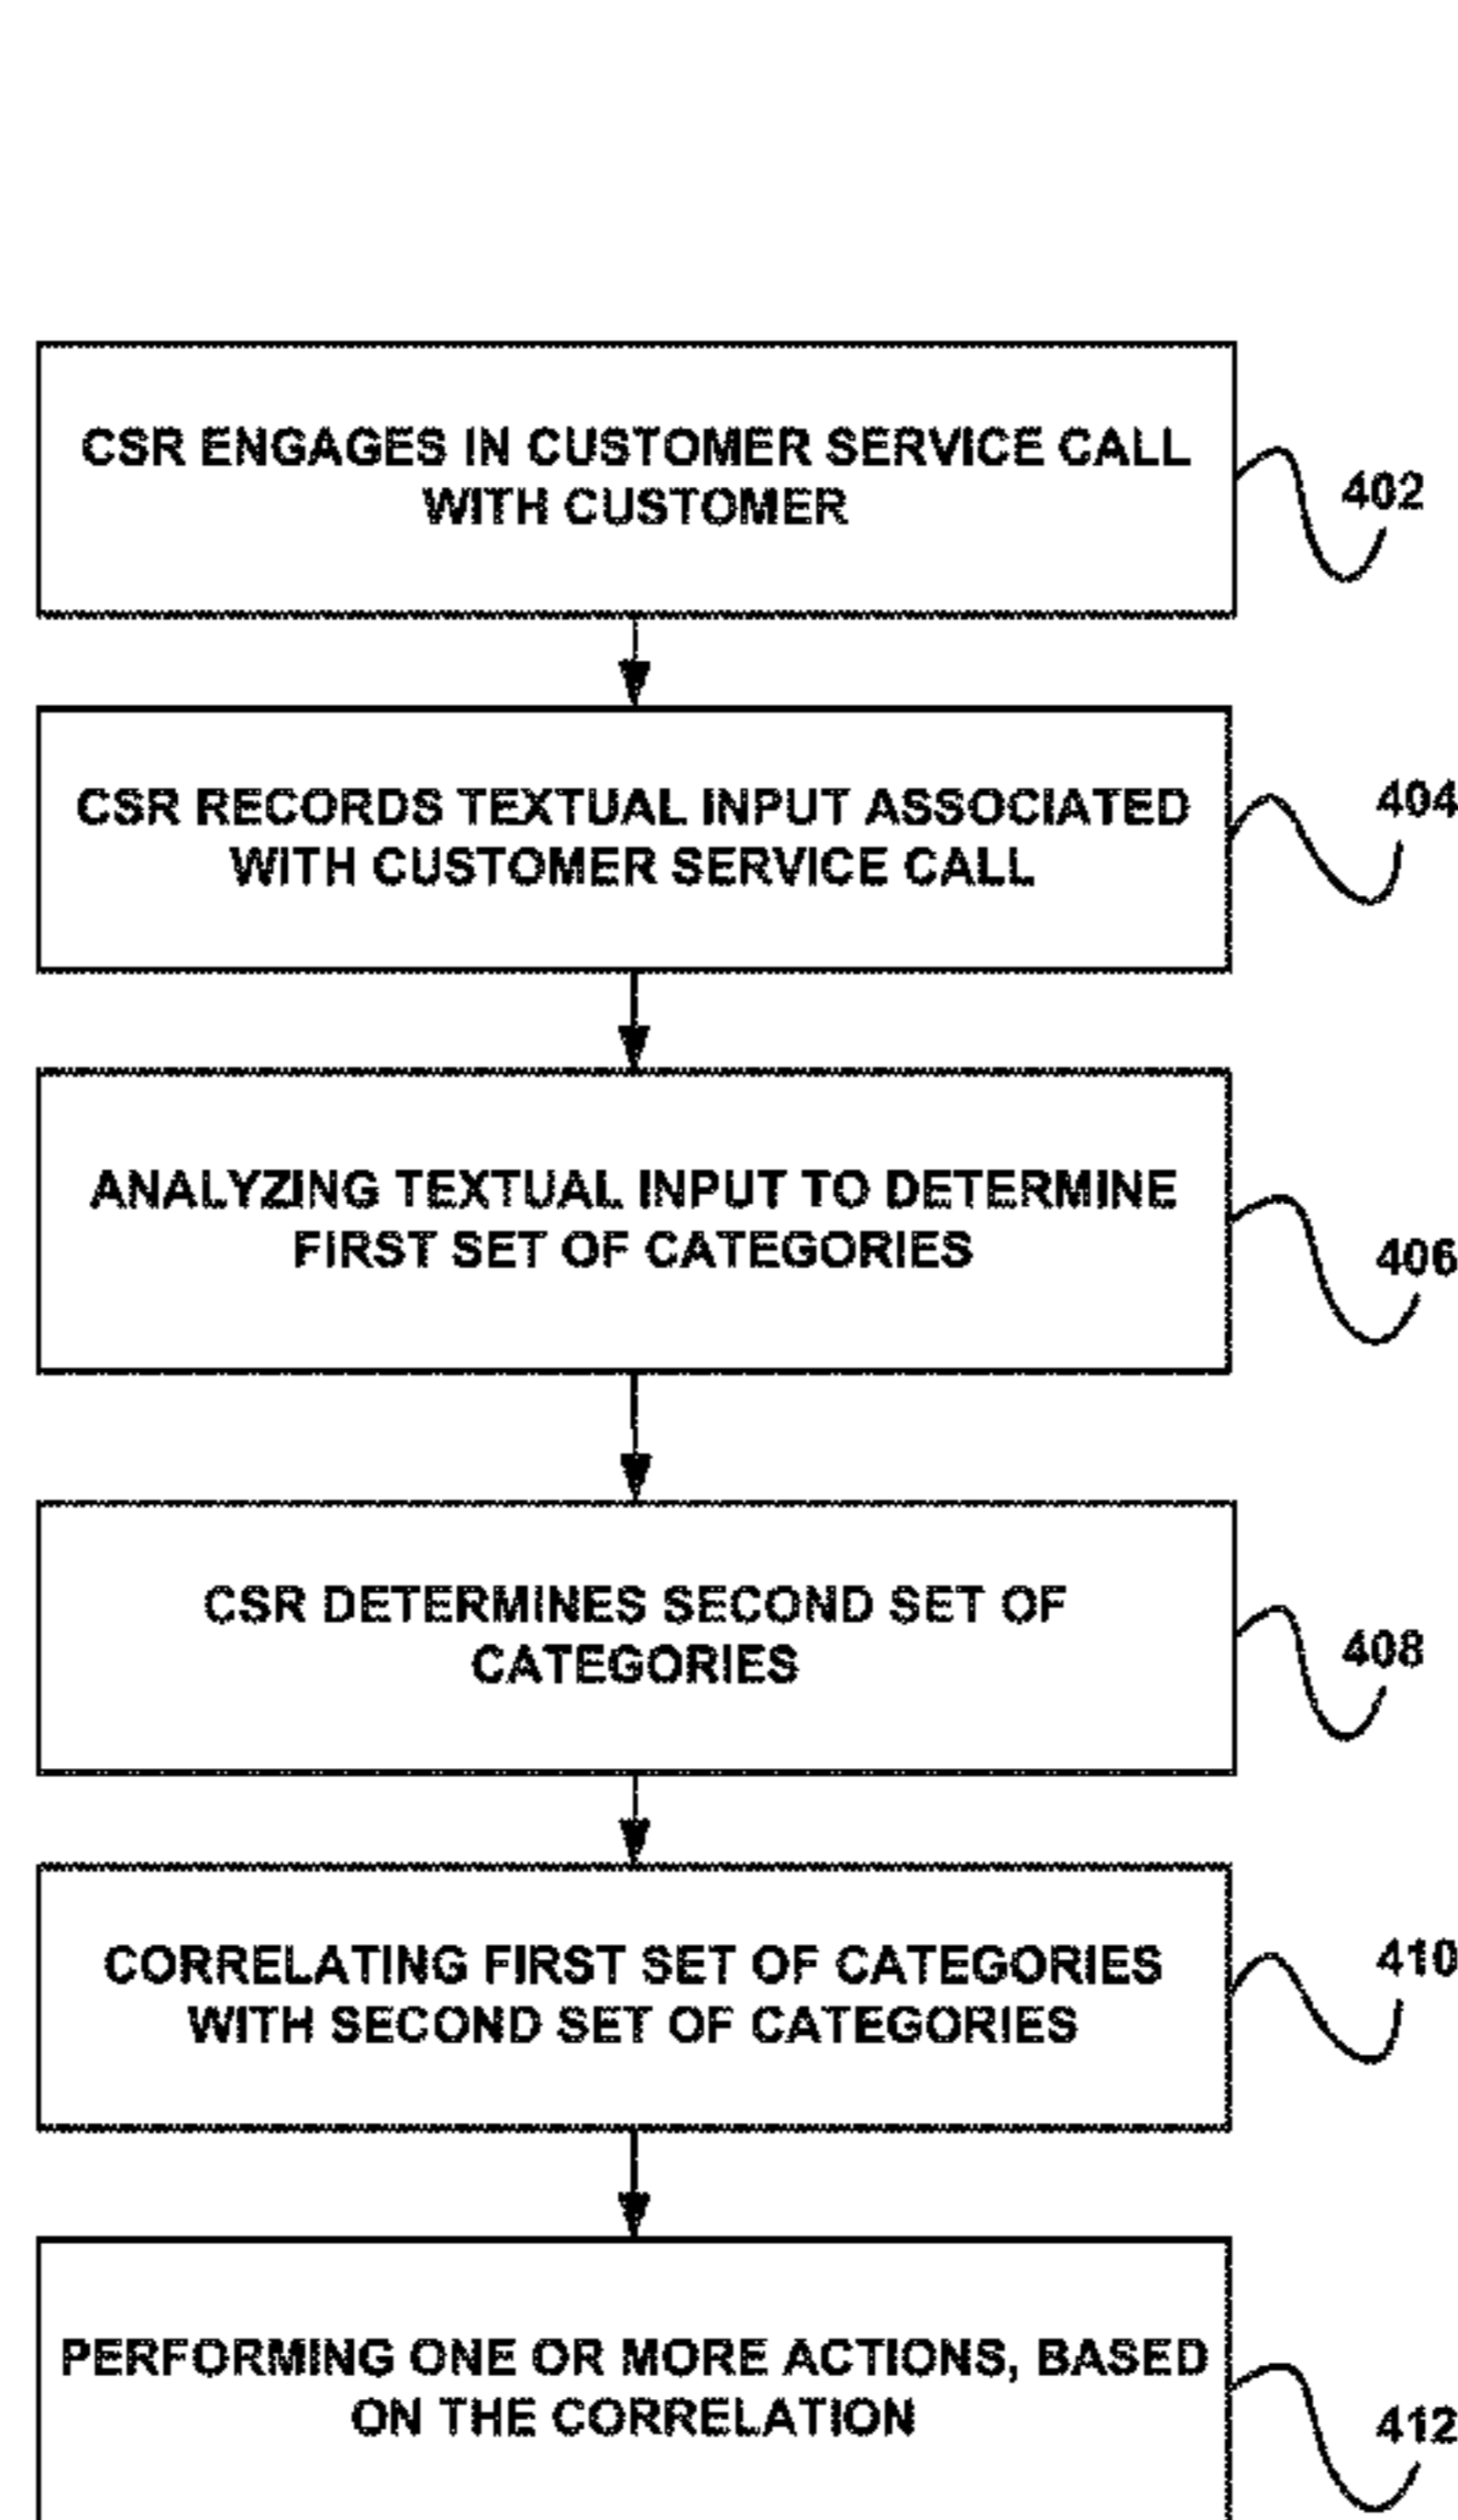 CSR ENGAGES IN CUSTOMER SERVICE CALL
WITH CUSTOMER
402
CSR RECORDS TEXTUAL INPUT ASSOCIATED
WITH CUSTOMER SERVICE CALL
404
ANALYZING TEXTUAL INPUT TO DETERMINE
FIRST SET OF CATEGORIES
406
CSR DETERMINES SECOND SET OF
CATEGORIES
408
CORRELATING FIRST SET OF CATEGORIES
WITH SECOND SET OF CATEGORIES
410
PERFORMING ONE OR MORE ACTIONS, BASED
ON THE CORRELATION
412